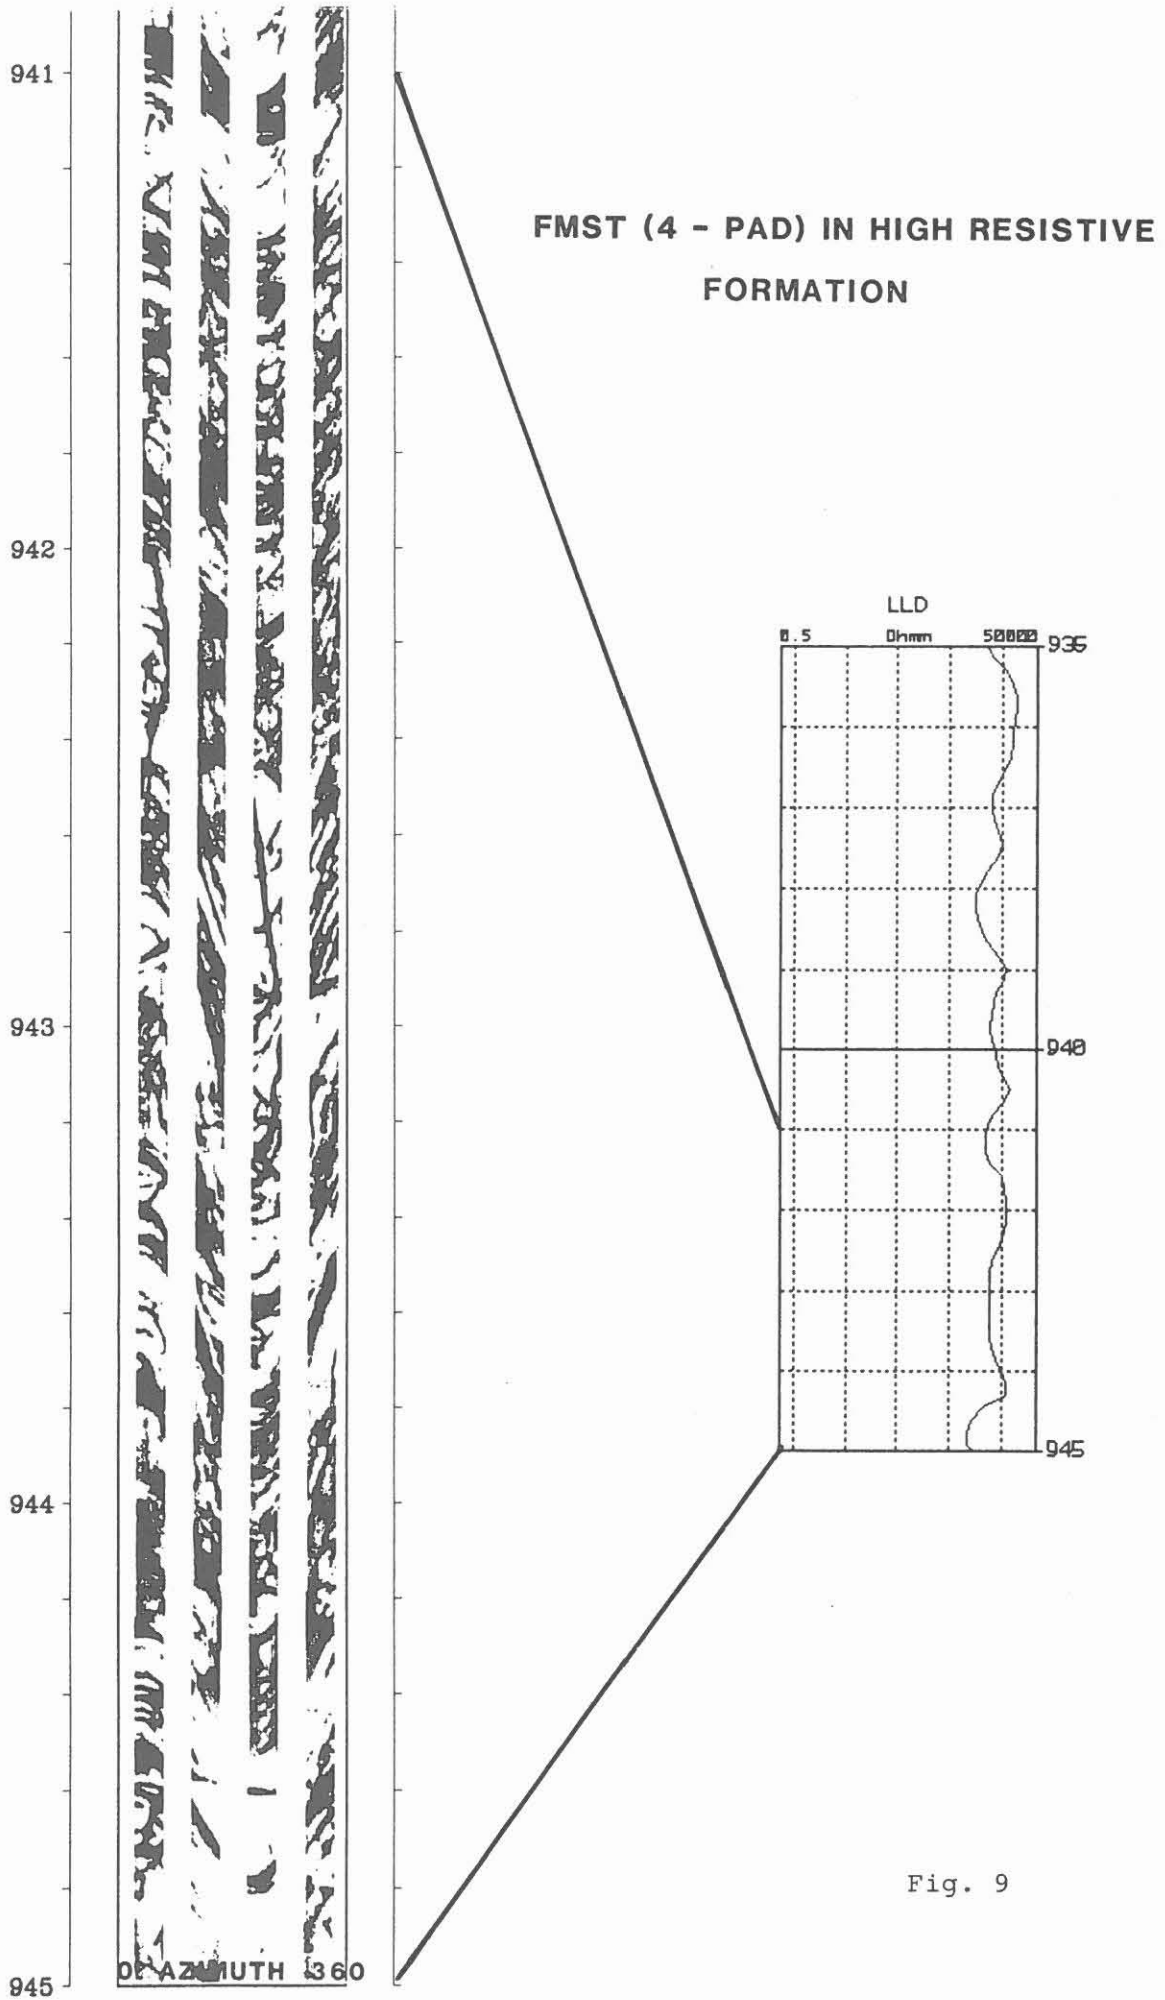 941
942
943
944
945
0. AZIMUTH 360
FMST (4 - PAD) IN HIGH RESISTIVE
FORMATION
LLD
0.5 Ohmm 50000
935
940
945
Fig. 9